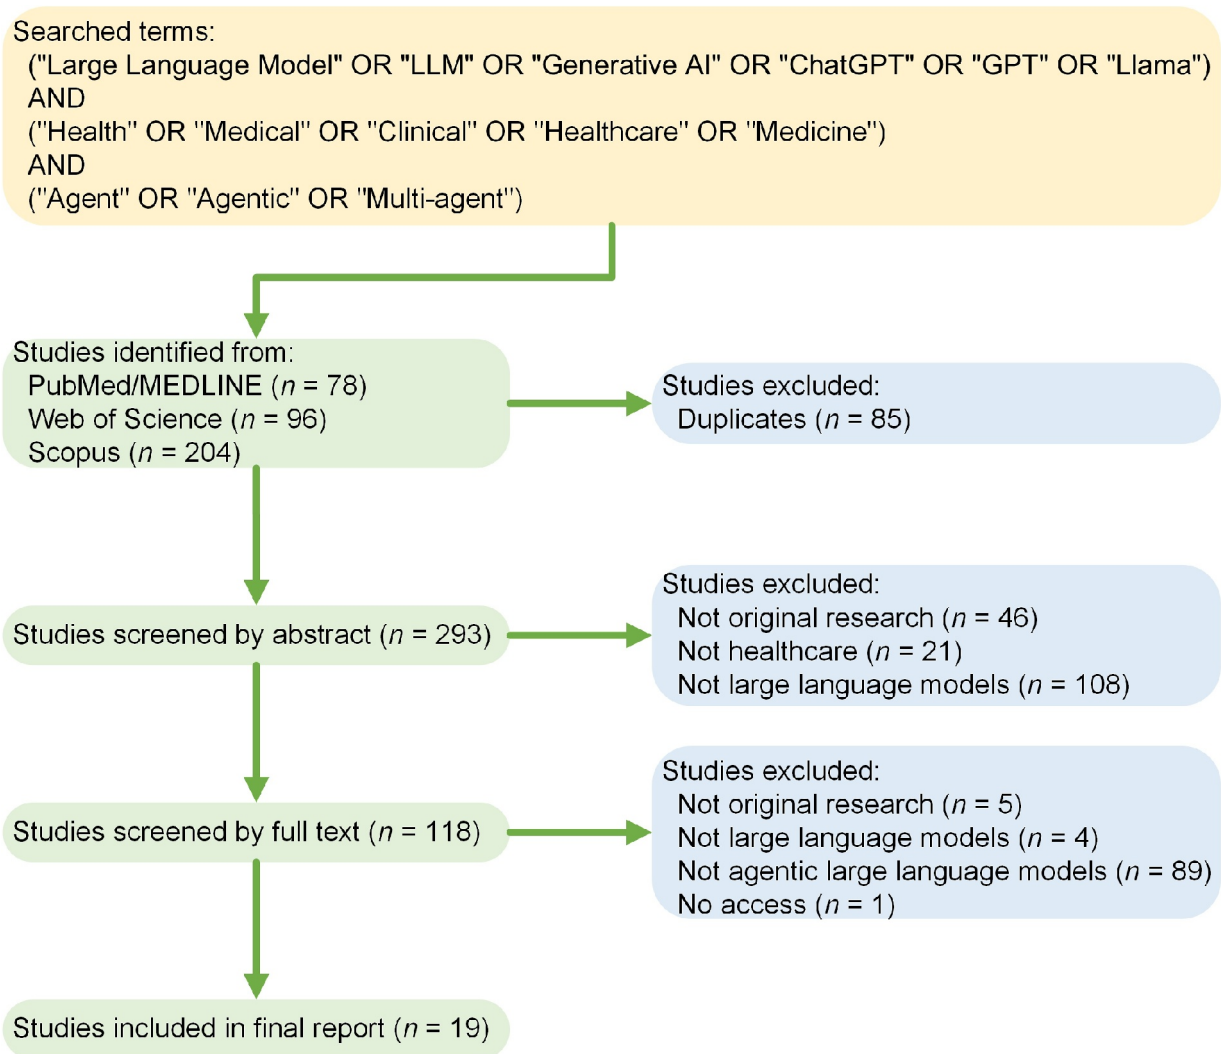 Searched terms:
("Large Language Model" OR "LLM" OR "Generative AI" OR "ChatGPT" OR "GPT" OR "Llama")
AND
("Health" OR "Medical" OR "Clinical" OR "Healthcare" OR "Medicine")
AND
("Agent" OR "Agentic" OR "Multi-agent")
Studies identified from:
PubMed/MEDLINE (n = 78)
Web of Science (n = 96)
Scopus (n = 204)
Studies excluded:
Duplicates (n = 85)
Studies screened by abstract (n = 293)
Studies excluded:
Not original research (n = 46)
Not healthcare (n = 21)
Not large language models (n = 108)
Studies screened by full text (n = 118)
Studies excluded:
Not original research (n = 5)
Not large language models (n = 4)
Not agentic large language models (n = 89)
No access (n = 1)
Studies included in final report (n = 19)